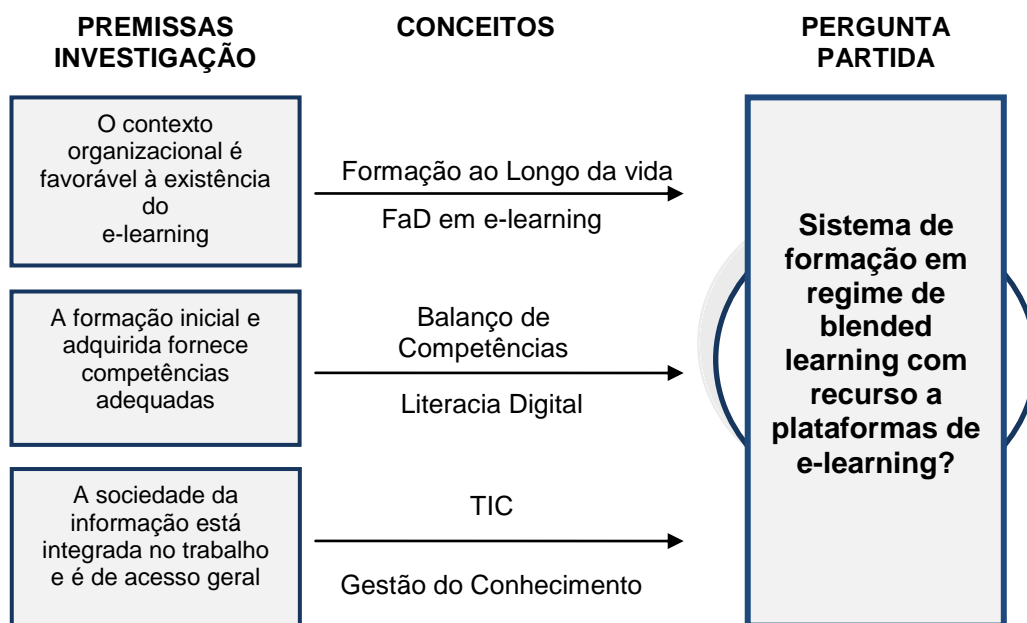 PREMISSAS
INVESTIGAÇÃO
CONCEITOS
PERGUNTA
PARTIDA
O contexto
organizacional é
favorável à existência
do
e-learning
Formação ao Longo da vida
FaD em e-learning
A formação inicial e
adquirida fornece
competências
adequadas
Balanço de
Competências
Literacia Digital
A sociedade da
informação está
integrada no trabalho
e é de acesso geral
TIC
Gestão do Conhecimento
Sistema de
formação em
regime de
blended
learning com
recurso a
plataformas de
e-learning?